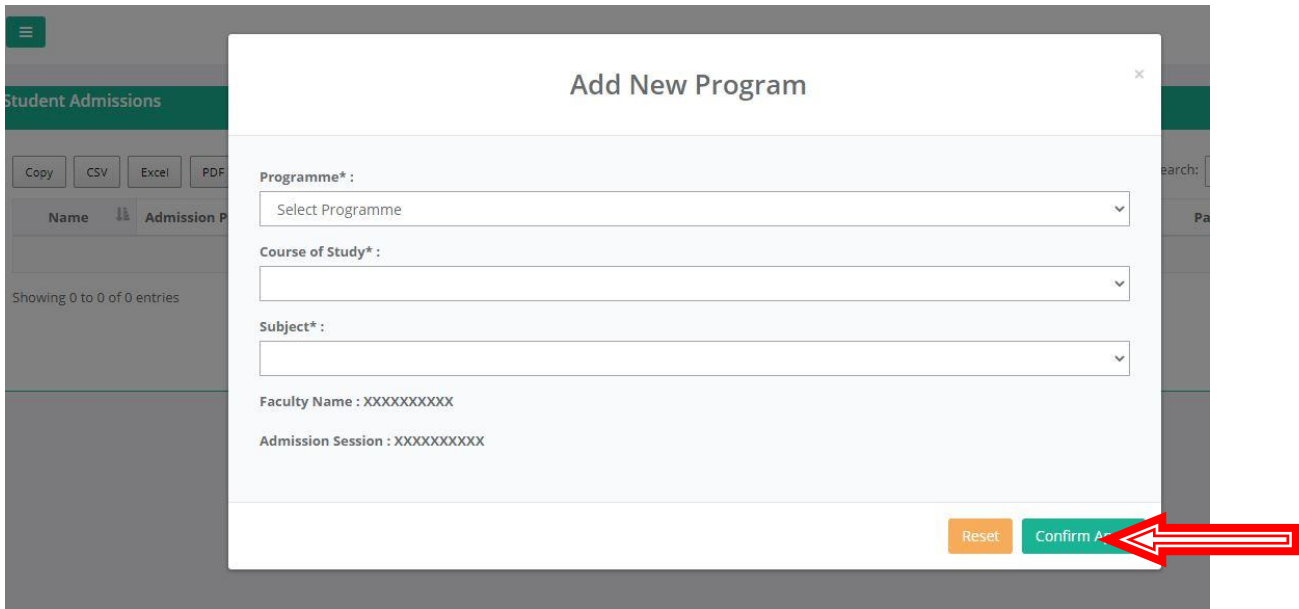 Add New Program
×
Student Admissions
Copy CSV Excel PDF
earch:
Name Admission P
Pa
Showing 0 to 0 of 0 entries
Programme* :
Select Programme
Course of Study* :
Subject* :
Faculty Name : XXXXXXXXXX
Admission Session : XXXXXXXXXX
Reset
Confirm